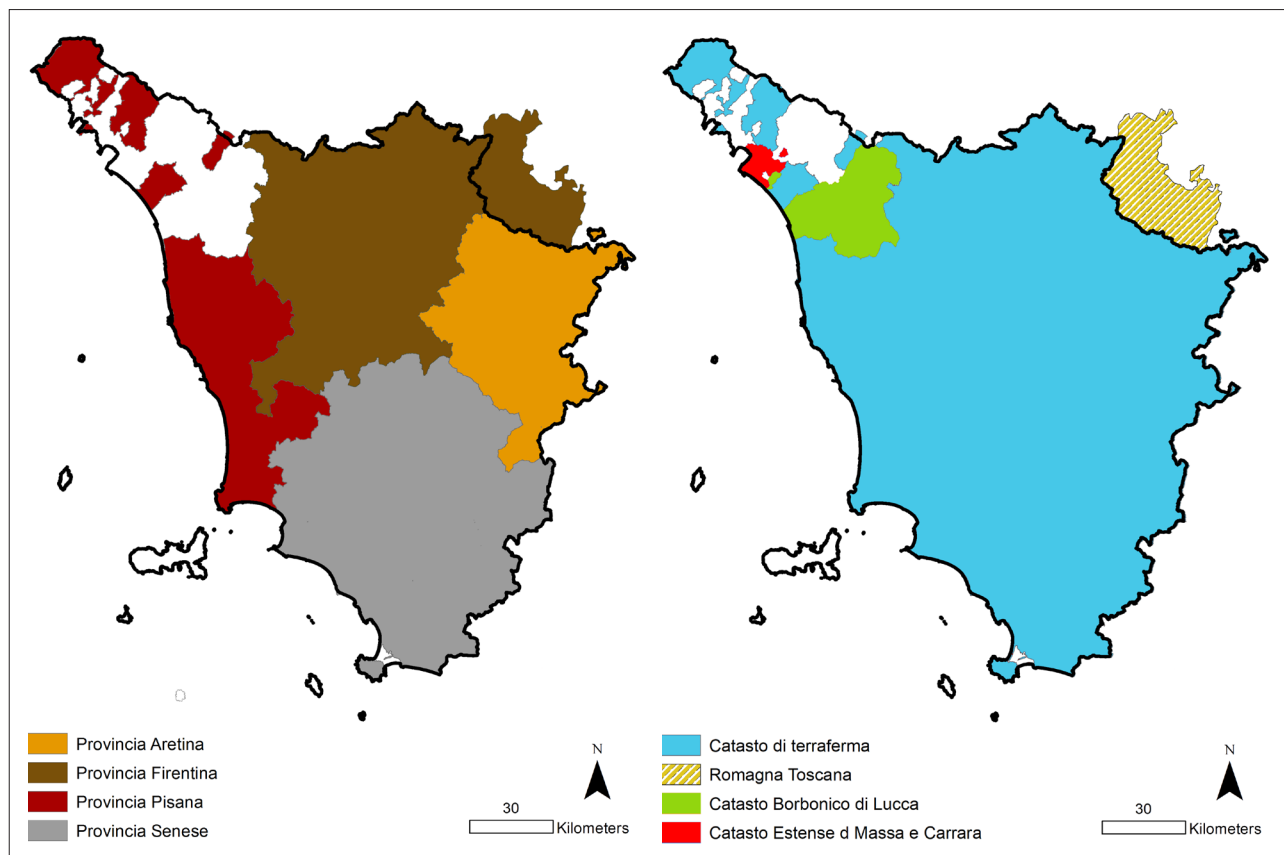 Provincia Aretina
Provincia Firentina
Provincia Pisana
Provincia Senese
N
30
Kilometers
Catasto di terraferma
Romagna Toscana
Catasto Borbonico di Lucca
Catasto Estense d Massa e Carrara
N
30
Kilometers